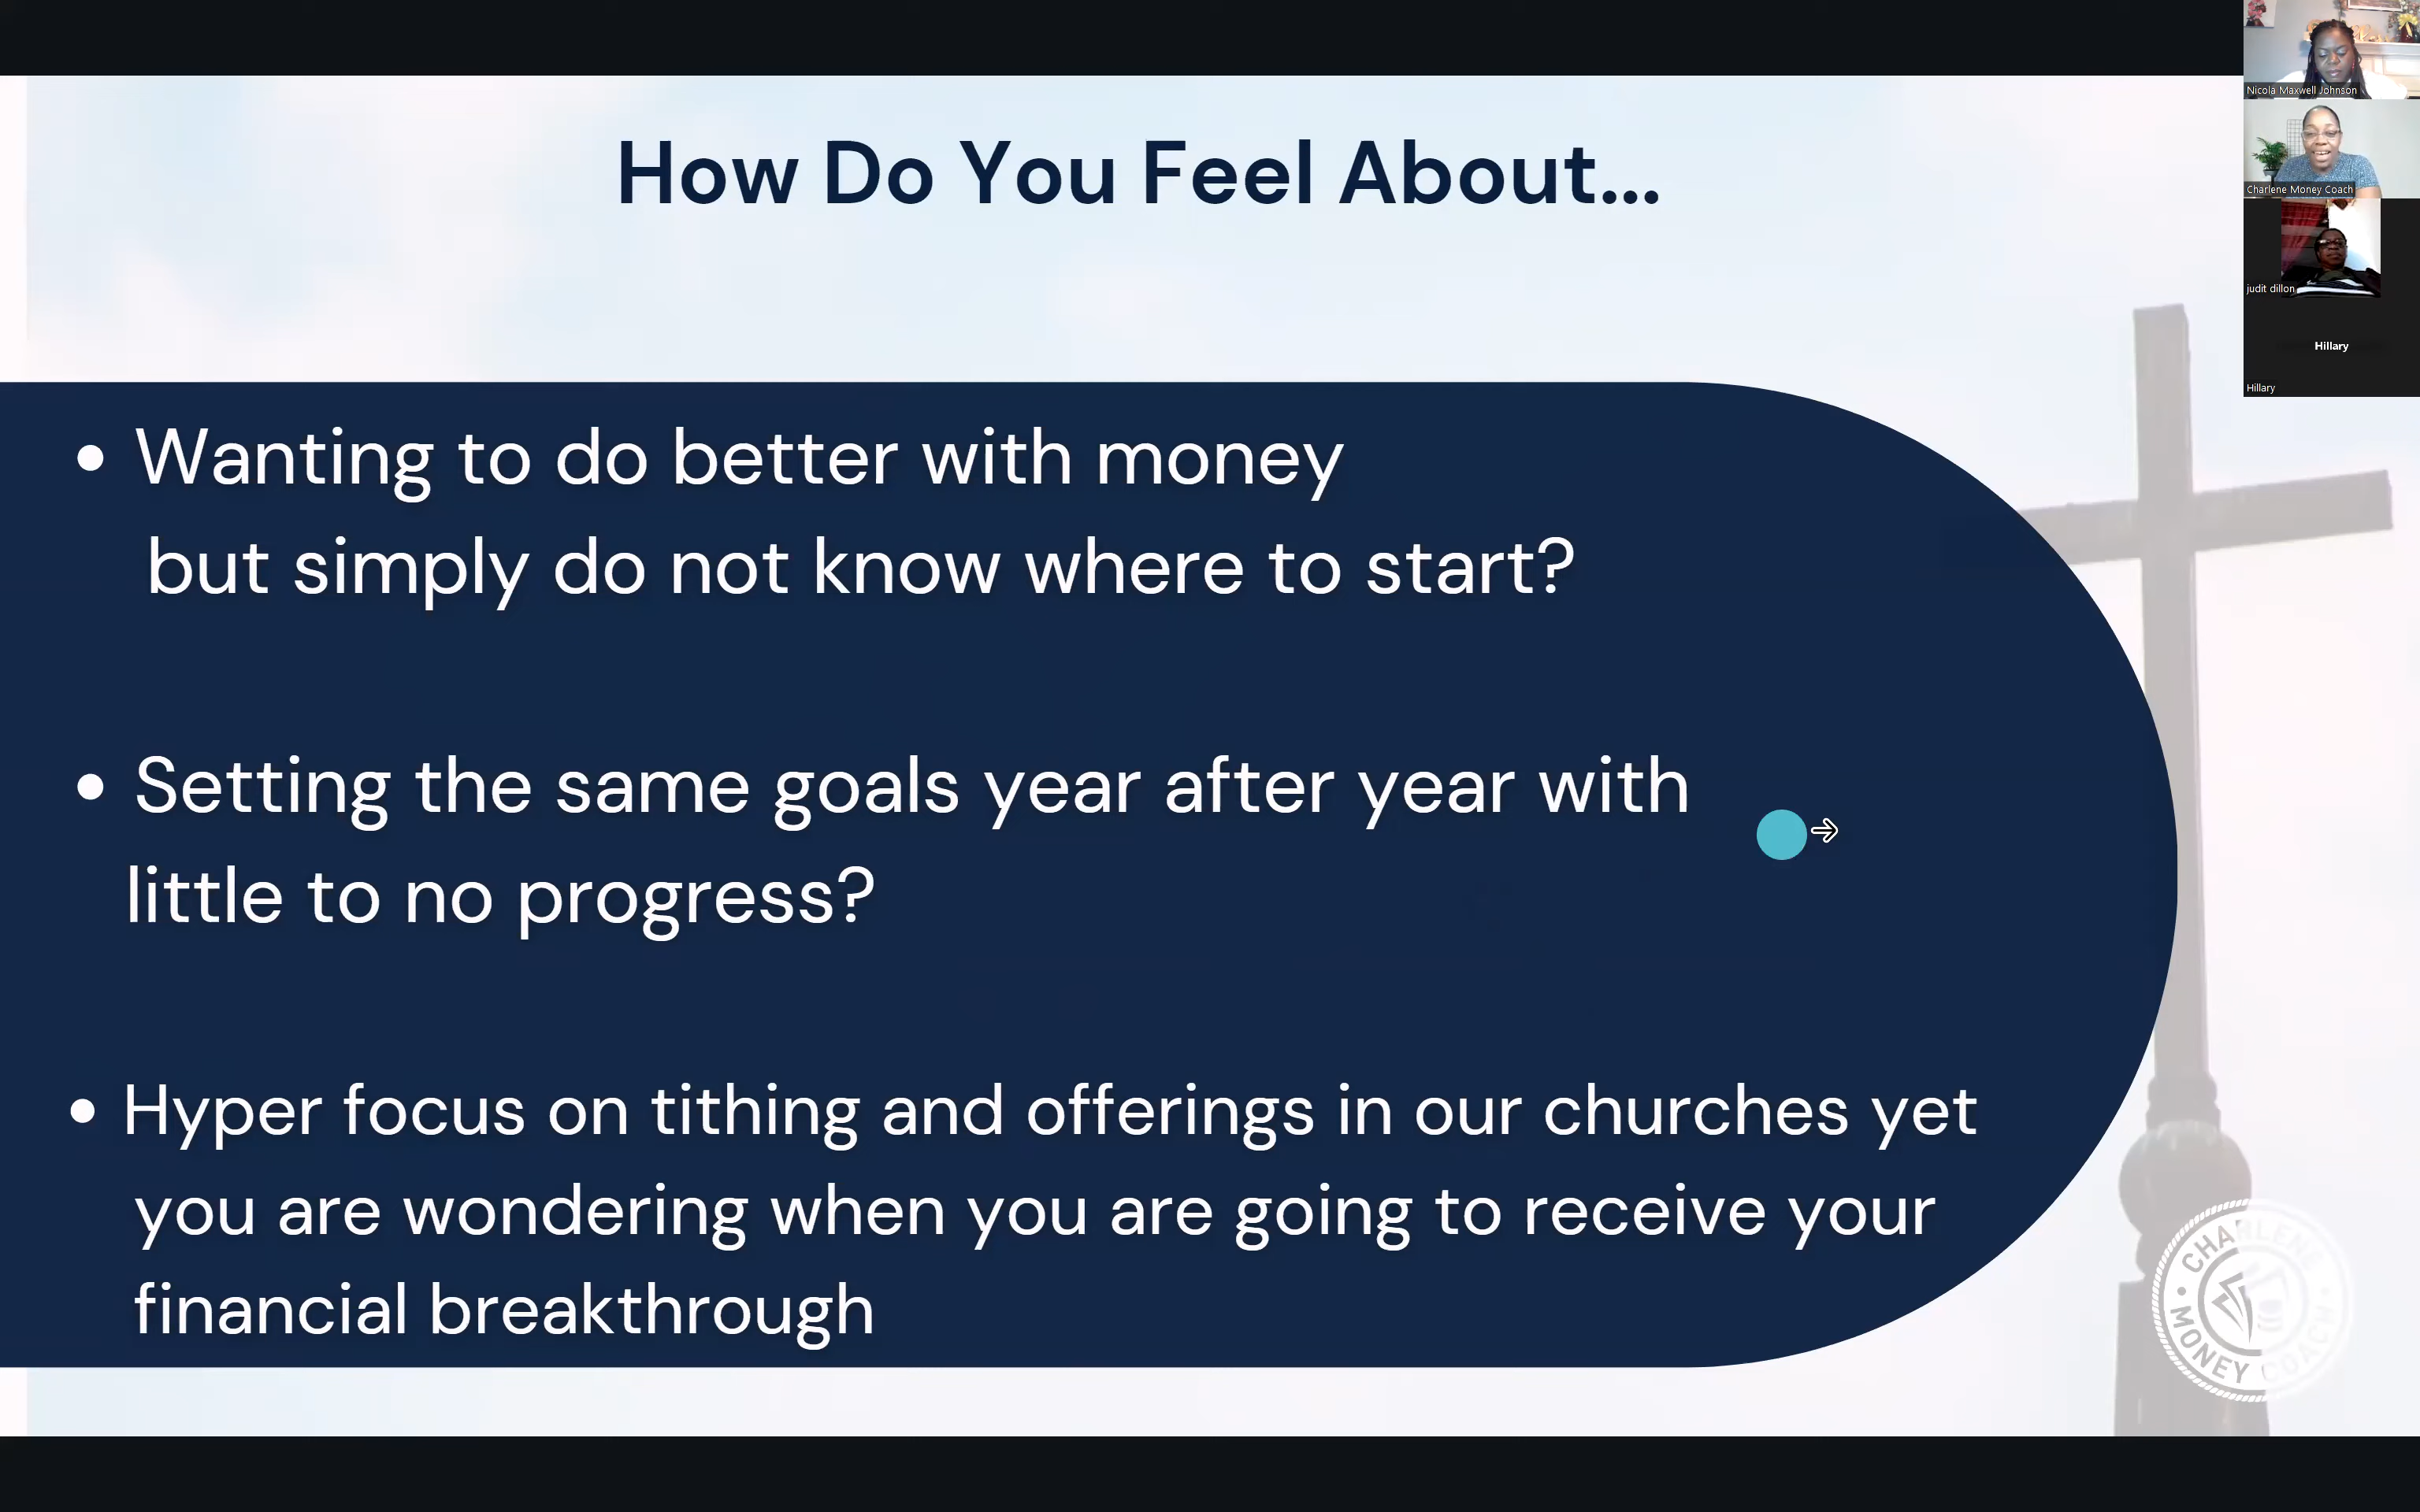 How Do You Feel About...
• Wanting to do better with money
but simply do not know where to start?
• Setting the same goals year after year with
little to no progress?
• Hyper focus on tithing and offerings in our churches yet
you are wondering when you are going to receive your
financial breakthrough
Nicola Maxwell Johnson
Charlene Money Coach
judit dillon
Hillary
Hillary
CHARLENE
MONEY COACH